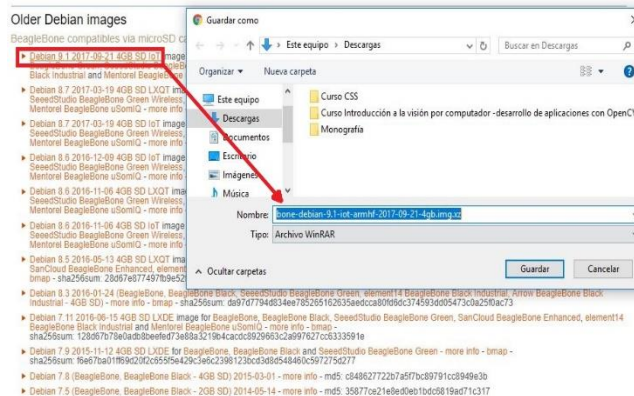 Older Debian images
BeagleBone compatibles via microSD ca
Debian 9.1 2017-09-21 4GB SD IoT image
Black Industrial and Mentorel BeagleBone
Debian 8.7 2017-03-19 4GB SD LXQT ima
SeeedStudio BeagleBone Green Wireless,
Mentorel BeagleBone uSomIQ - more info
Debian 8.7 2017-03-19 4GB SD IoT image
SeeedStudio BeagleBone Green Wireless,
Mentorel BeagleBone uSomIQ - more info
Debian 8.6 2016-12-09 4GB SD IoT image
SeeedStudio BeagleBone Green Wireless,
Mentorel BeagleBone uSomIQ - more info
Debian 8.6 2016-11-06 4GB SD LXQT ima
SeeedStudio BeagleBone Green Wireless,
Mentorel BeagleBone uSomIQ - more info
Debian 8.6 2016-11-06 4GB SD IoT image
SeeedStudio BeagleBone Green Wireless,
Mentorel BeagleBone uSomIQ - more info
Debian 8.5 2016-05-13 4GB SD LXQT ima
SanCloud BeagleBone Enhanced, element
bmap - sha256sum:
Debian 8.3 2016-01-24 (BeagleBone, BeagleBone Black, SeeedStudio BeagleBone Green, element14 BeagleBone Black Industrial, Arrow BeagleBone Black
Industrial - 4GB SD) - more info - bmap - sha256sum:
Debian 7.11 2016-06-15 4GB SD LXDE image for BeagleBone, BeagleBone Black, SeeedStudio BeagleBone Green, SanCloud BeagleBone Enhanced, element14
BeagleBone Black Industrial and Mentorel BeagleBone uSomIQ - more info - bmap -
sha256sum:
Debian 7.9 2015-11-12 4GB SD LXDE for BeagleBone, BeagleBone Black and SeeedStudio BeagleBone Green - more info - bmap -
sha256sum:
Debian 7.8 (BeagleBone, BeagleBone Black - 4GB SD) 2015-03-01 - more info - md5: c848627722b7a5f7bc89791cc8949e3b
Debian 7.5 (BeagleBone, BeagleBone Black - 2GB SD) 2014-05-14 - more info - md5: 35877ce21e8ed0eb1bdc6819ad71c317
Guardar como
Este equipo > Descargas
Buscar en Descargas
Organizar
Nueva carpeta
Este equipo
Descargas
Documentos
Escritorio
Imágenes
Música
Curso CSS
Curso Introducción a la visión por computador -desarrollo de aplicaciones con OpenCV
Monografía
Nombre: bone-debian-9.1-iot-armhf-2017-09-21-4gb.img.xz
Tipo: Archivo WinRAR
Ocultar carpetas
Guardar
Cancelar